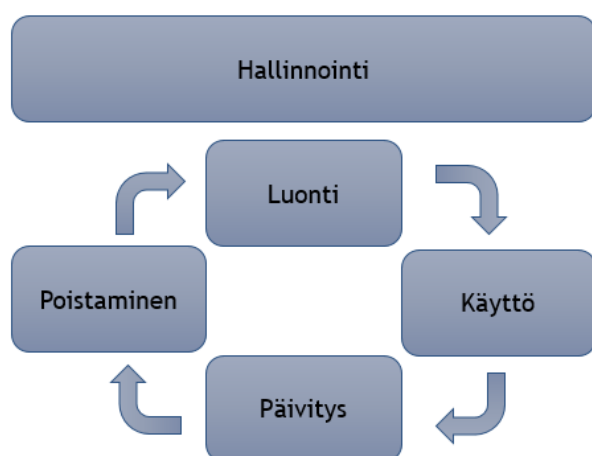 Hallinnointi
Luonti
Poistaminen
Käyttö
Päivitys